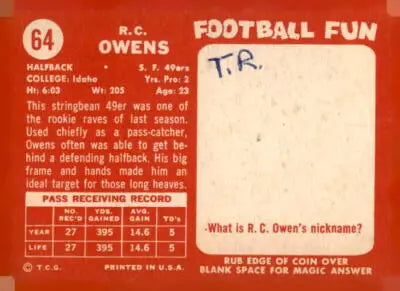 64
R.C.
OWENS
HALFBACK • S. F. 49ers
COLLEGE: Idaho Yrs. Pro: 2
Ht: 6:03 Wt: 205 Age: 23
This stringbean 49er was one of
the rookie raves of last season.
Used chiefly as a pass-catcher,
Owens often was able to get be-
hind a defending halfback. His big
frame and hands made him an
ideal target for those long heaves.
PASS RECEIVING RECORD
NO. REC'D YDS. GAINED AVG. GAIN TD's
YEAR 27 395 14.6 5
LIFE 27 395 14.6 5
© T.C.G. PRINTED IN U.S.A.
FOOTBALL FUN
T.R.
What is R. C. Owen's nickname?
RUB EDGE OF COIN OVER
BLANK SPACE FOR MAGIC ANSWER